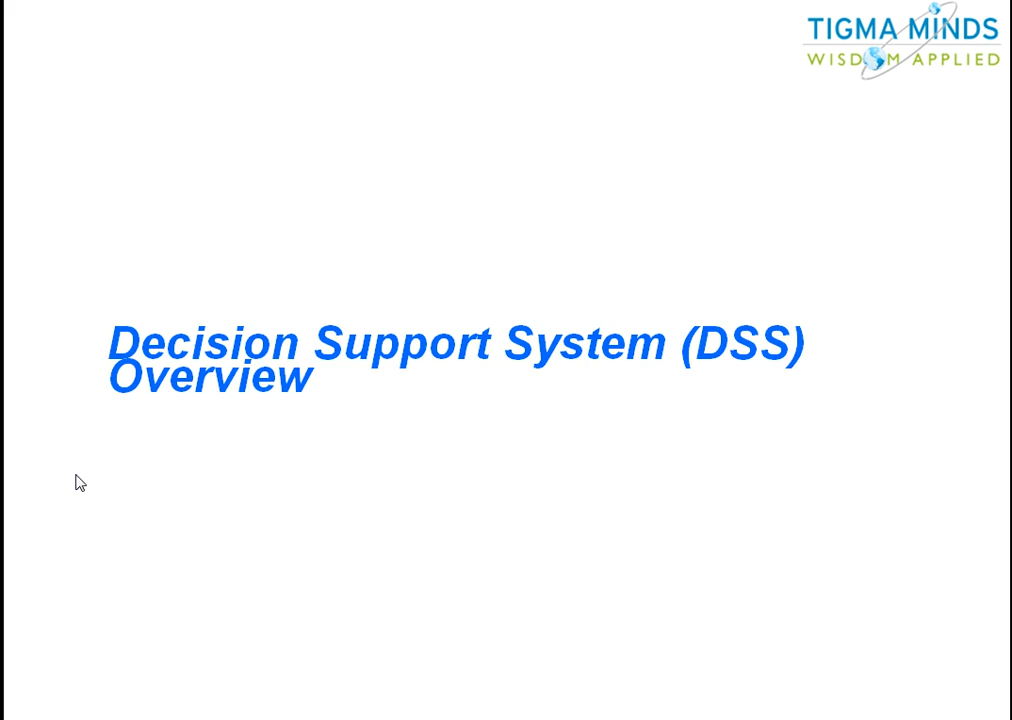 TIGMA MINDS
WISDOM APPLIED
Decision Support System (DSS)
Overview